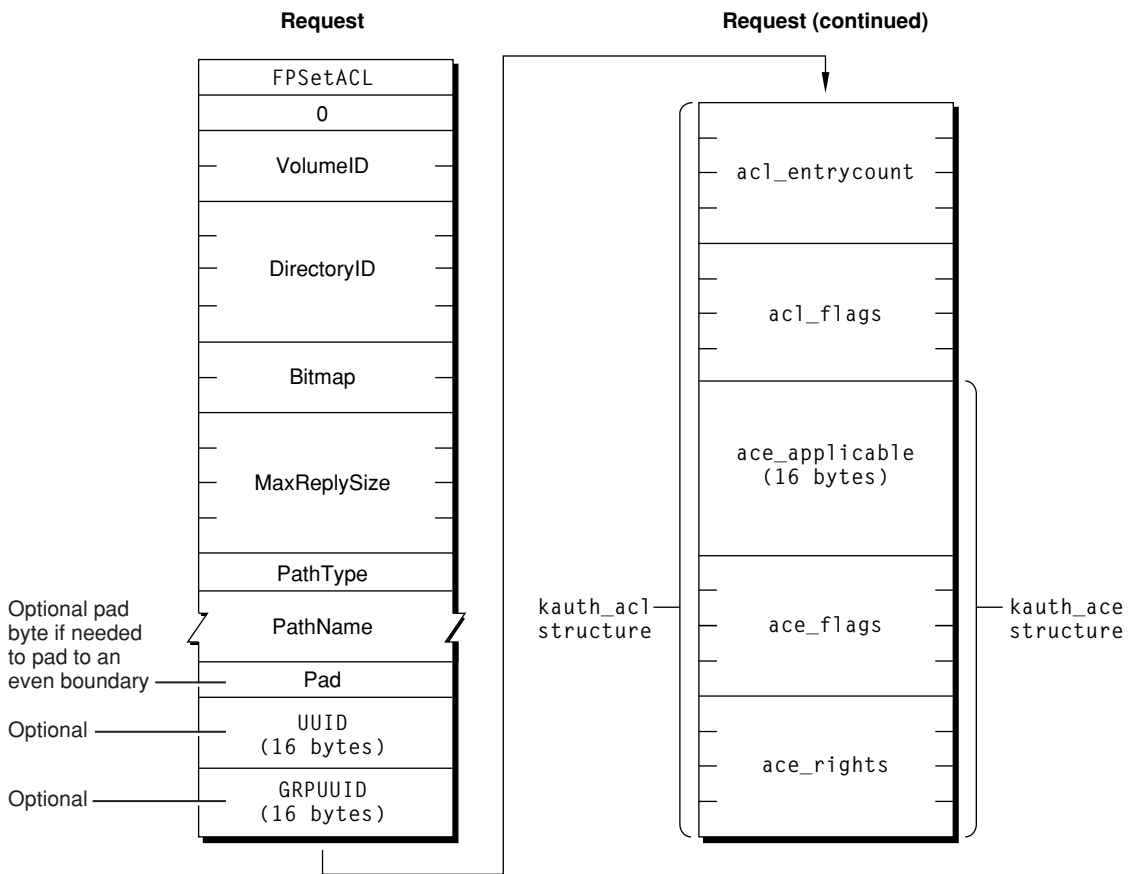 Request
FPSetACL
0
VolumeID
DirectoryID
Bitmap
MaxReplySize
PathType
PathName
Optional pad
byte if needed
to pad to an
even boundary
Pad
Optional
UUID
(16 bytes)
Optional
GRPUUID
(16 bytes)
Request (continued)
acl_entrycount
acl_flags
ace_applicable
(16 bytes)
ace_flags
ace_rights
kauth_acl
structure
kauth_ace
structure